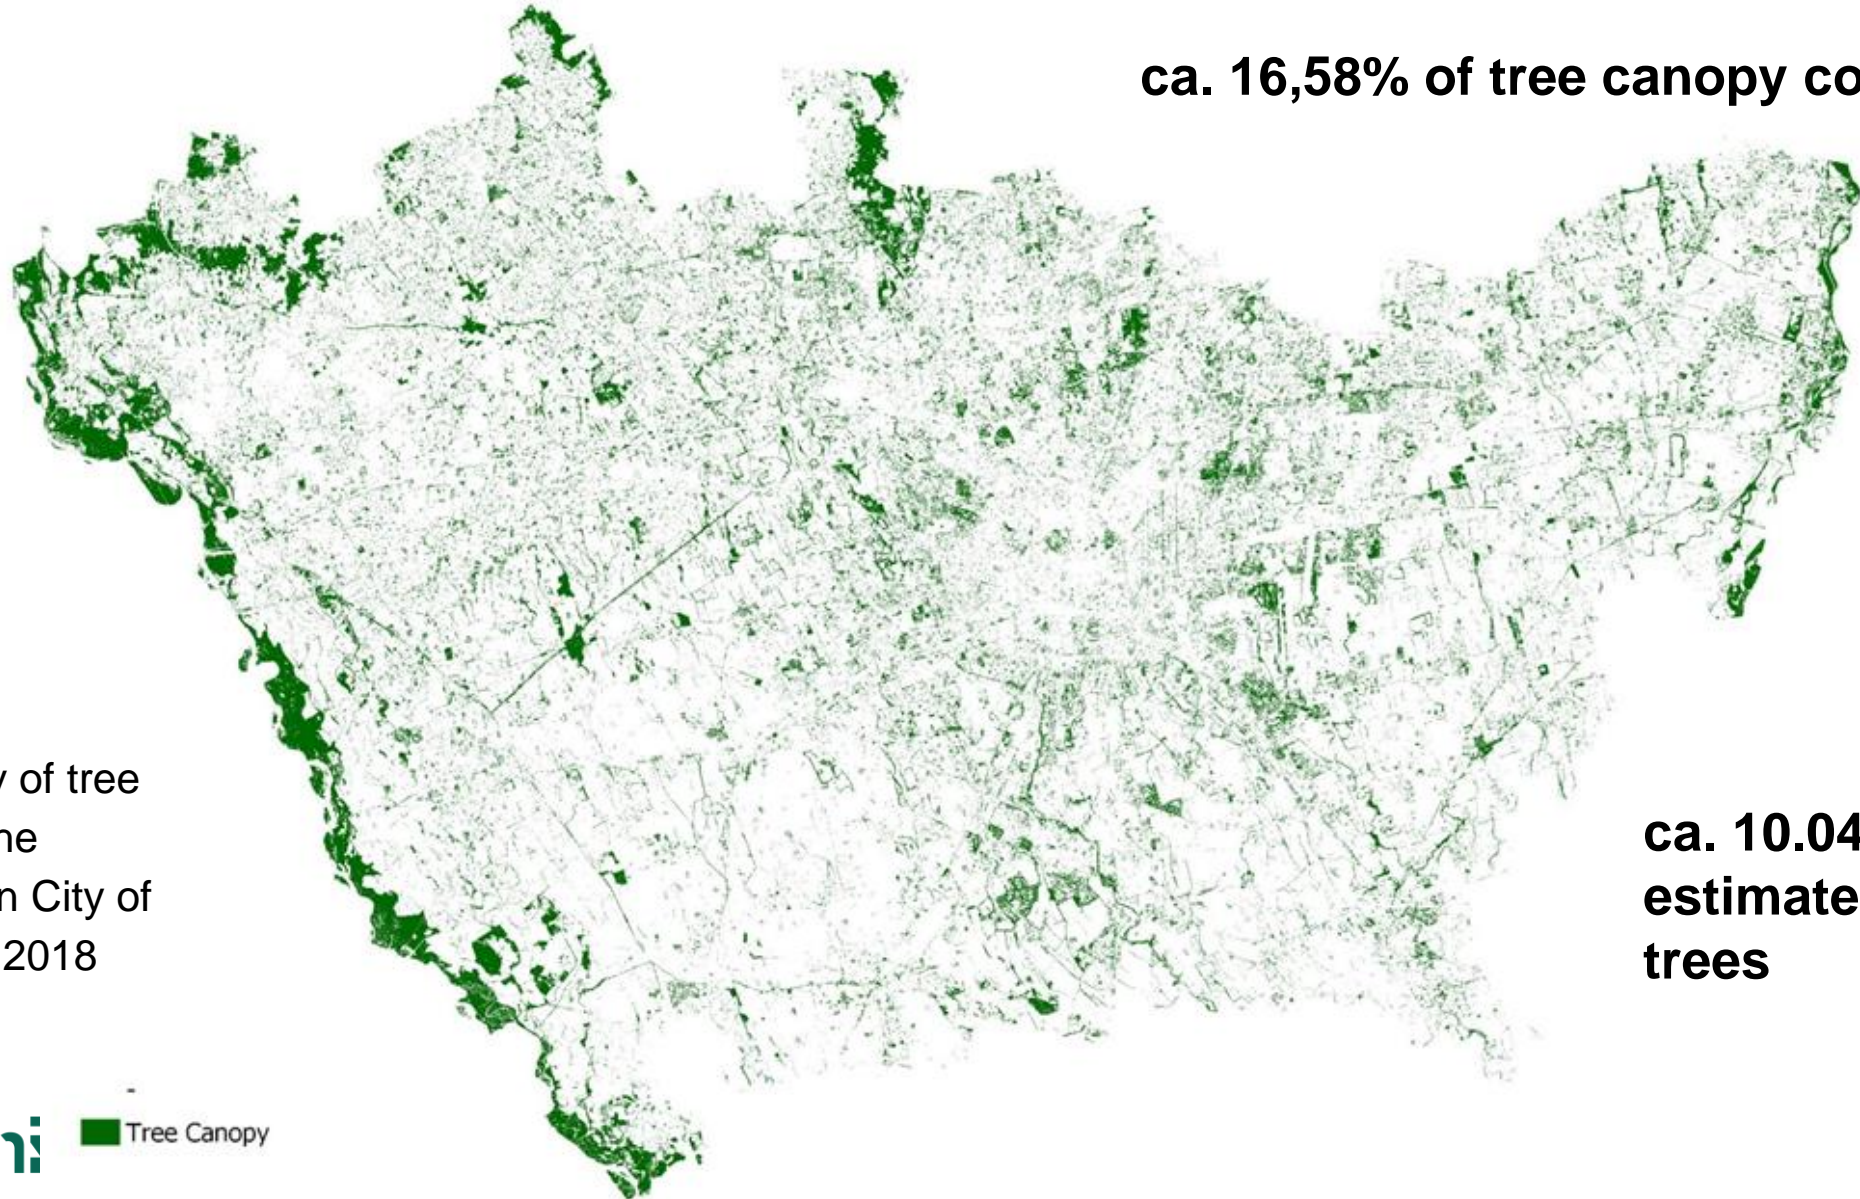 ca. 16,58% of tree canopy co
y of tree
ne
n City of
2018
ca. 10.04
estimate
trees
-
Tree Canopy